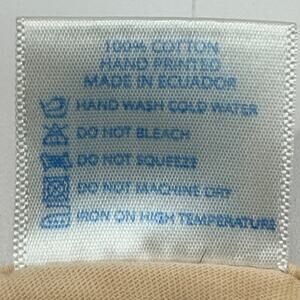 100% COTTON
HAND PRINTED
MADE IN ECUADOR
HAND WASH COLD WATER
DO NOT BLEACH
DO NOT SQUEEZE
DO NOT MACHINE DRY
IRON ON HIGH TEMPERATURE